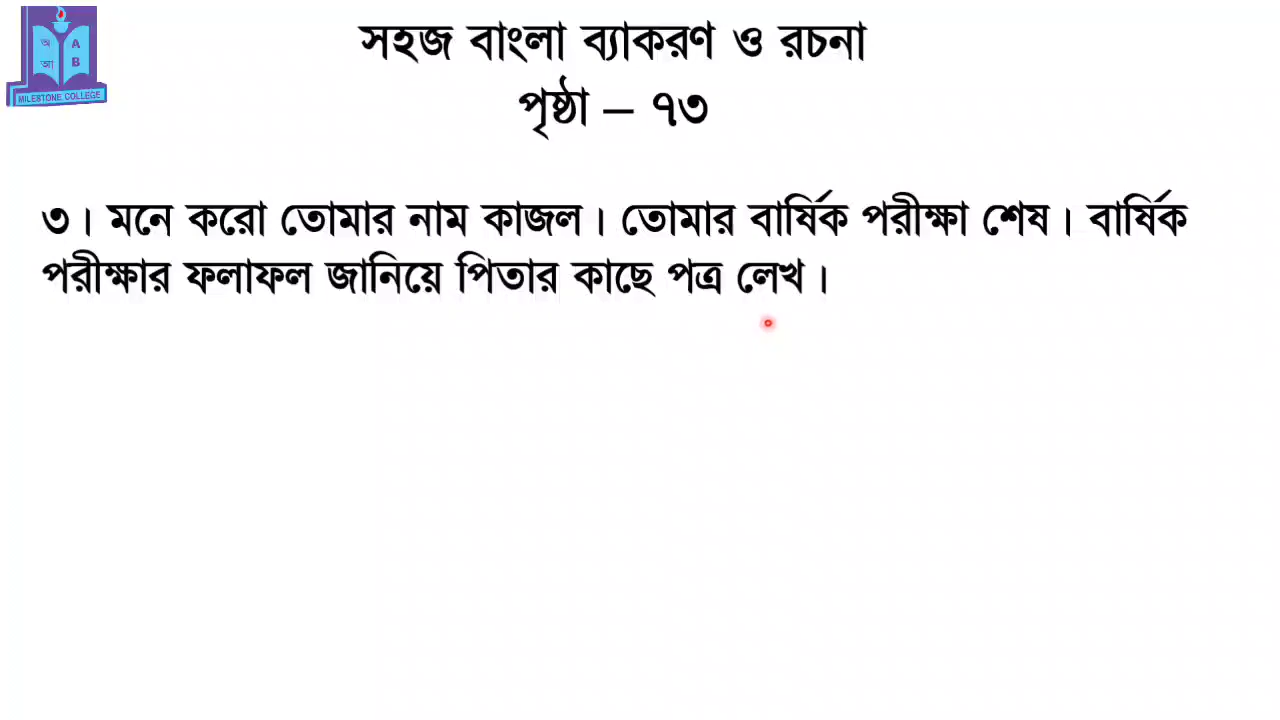 অ
আ
A
B
MILESTONE COLLEGE
সহজ বাংলা ব্যাকরণ ও রচনা
পৃষ্ঠা – ৭৩
৩। মনে করো তোমার নাম কাজল। তোমার বার্ষিক পরীক্ষা শেষ। বার্ষিক
পরীক্ষার ফলাফল জানিয়ে পিতার কাছে পত্র লেখ।